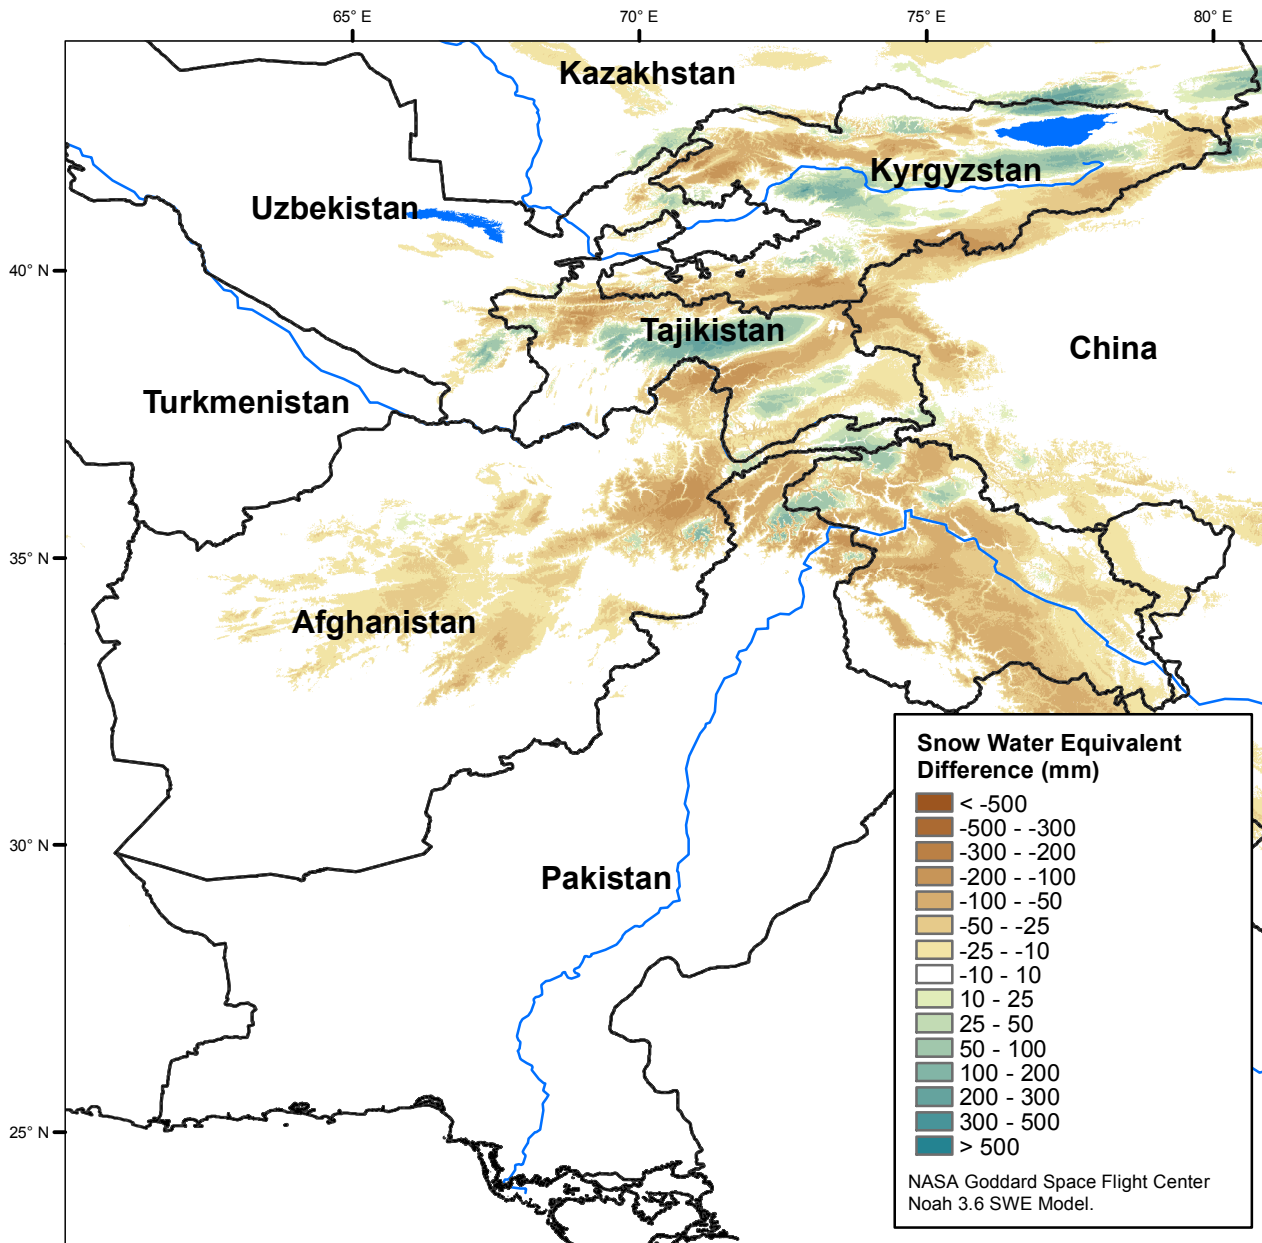 65° E
70° E
75° E
80° E
Kazakhstan
Kyrgyzstan
Uzbekistan
40° N
Tajikistan
China
Turkmenistan
35° N
Afghanistan
30° N
Pakistan
25° N
Snow Water Equivalent
Difference (mm)
< -500
-500 - -300
-300 - -200
-200 - -100
-100 - -50
-50 - -25
-25 - -10
-10 - 10
10 - 25
25 - 50
50 - 100
100 - 200
200 - 300
300 - 500
> 500
NASA Goddard Space Flight Center
Noah 3.6 SWE Model.